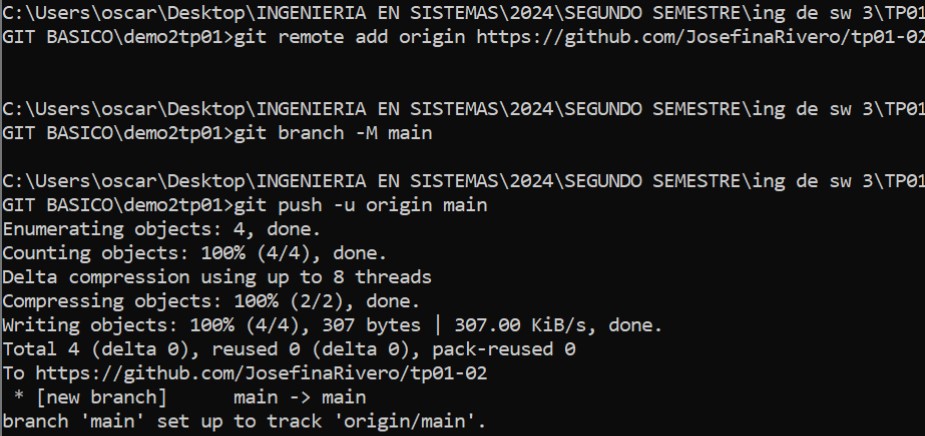 C:\Users\oscar\Desktop\INGENIERIA EN SISTEMAS\2024\SEGUNDO SEMESTRE\ing de sw 3\TP01
GIT BASICO\demo2tp01>git remote add origin https://github.com/JosefinaRivero/tp01-02
C:\Users\oscar\Desktop\INGENIERIA EN SISTEMAS\2024\SEGUNDO SEMESTRE\ing de sw 3\TP01
GIT BASICO\demo2tp01>git branch -M main
C:\Users\oscar\Desktop\INGENIERIA EN SISTEMAS\2024\SEGUNDO SEMESTRE\ing de sw 3\TP01
GIT BASICO\demo2tp01>git push -u origin main
Enumerating objects: 4, done.
Counting objects: 100% (4/4), done.
Delta compression using up to 8 threads
Compressing objects: 100% (2/2), done.
Writing objects: 100% (4/4), 307 bytes | 307.00 KiB/s, done.
Total 4 (delta 0), reused 0 (delta 0), pack-reused 0
To https://github.com/JosefinaRivero/tp01-02
 * [new branch]      main -> main
branch 'main' set up to track 'origin/main'.